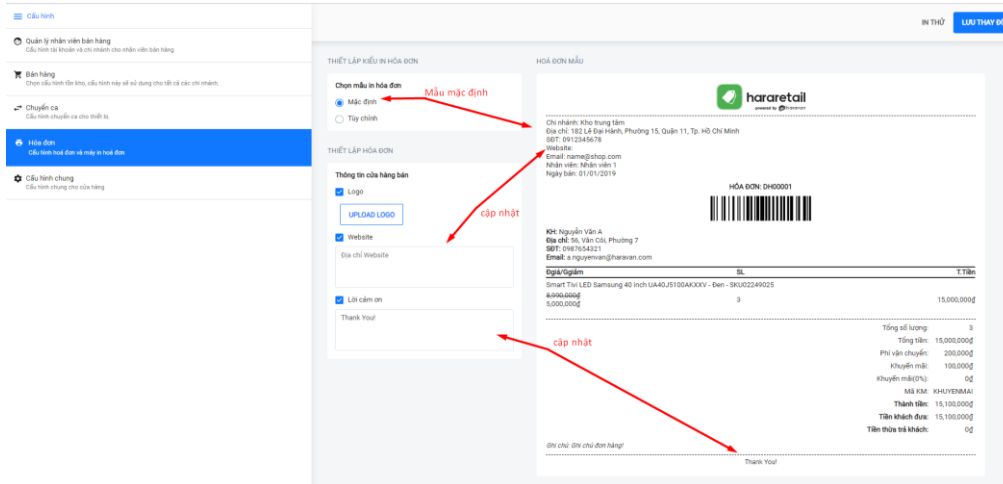 Cấu hình
IN THỬ
LƯU THAY ĐỔ
Quản lý nhân viên bán hàng
Cấu hình tài khoản và chi nhánh cho nhân viên bán hàng
Bán hàng
Chọn cấu hình tồn kho, cấu hình này sẽ sử dụng cho tất cả các chi nhánh.
Chuyển ca
Cấu hình chuyển ca cho thiết bị.
Hóa đơn
Cấu hình hoá đơn và máy in hoá đơn
Cấu hình chung
Cấu hình chung cho cửa hàng
THIẾT LẬP KIỂU IN HÓA ĐƠN
Chọn mẫu in hóa đơn
Mặc định
Tùy chỉnh
Mẫu mặc định
THIẾT LẬP HÓA ĐƠN
Thông tin cửa hàng bán
Logo
UPLOAD LOGO
cập nhật
Website
Địa chỉ Website
Lời cảm ơn
Thank You!
cập nhật
HOÁ ĐƠN MẪU
hararetail
powered by haravan
Chi nhánh: Kho trung tâm
Địa chỉ: 182 Lê Đại Hành, Phường 15, Quận 11, Tp. Hồ Chí Minh
SĐT: 0912345678
Website:
Email: name@shop.com
Nhân viên: Nhân viên 1
Ngày bán: 01/01/2019
HÓA ĐƠN: DH00001
KH: Nguyễn Văn A
Địa chỉ: 56, Vân Côi, Phường 7
SĐT: 0987654321
Email: a.nguyenvan@haravan.com
Đgiá/Ggiảm SL T.Tiền
Smart Tivi LED Samsung 40 inch UA40J5100AKXXV - Đen - SKU02249025
8,990,000₫
5,000,000₫ 3 15,000,000₫
Tổng số lượng: 3
Tổng tiền: 15,000,000₫
Phí vận chuyển: 200,000₫
Khuyến mãi: 100,000₫
Khuyến mãi(0%): 0₫
Mã KM: KHUYENMAI
Thành tiền: 15,100,000₫
Tiền khách đưa: 15,100,000₫
Tiền thừa trả khách: 0₫
Ghi chú: Ghi chú đơn hàng!
Thank You!